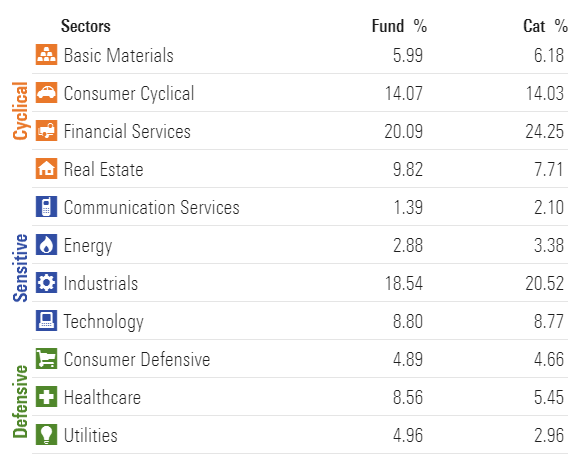 Sectors Fund % Cat %
Cyclical
Basic Materials 5.99 6.18
Consumer Cyclical 14.07 14.03
Financial Services 20.09 24.25
Real Estate 9.82 7.71
Sensitive
Communication Services 1.39 2.10
Energy 2.88 3.38
Industrials 18.54 20.52
Technology 8.80 8.77
Defensive
Consumer Defensive 4.89 4.66
Healthcare 8.56 5.45
Utilities 4.96 2.96